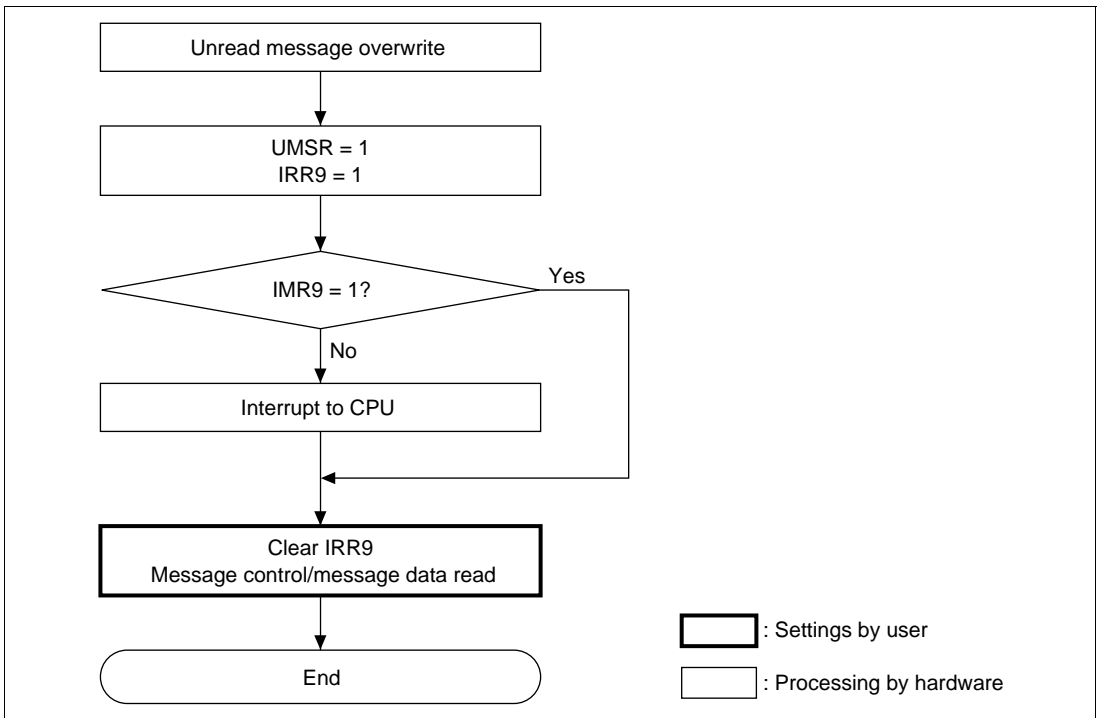 Unread message overwrite
UMSR = 1
IRR9 = 1
IMR9 = 1?
Yes
No
Interrupt to CPU
Clear IRR9
Message control/message data read
: Settings by user
End
: Processing by hardware